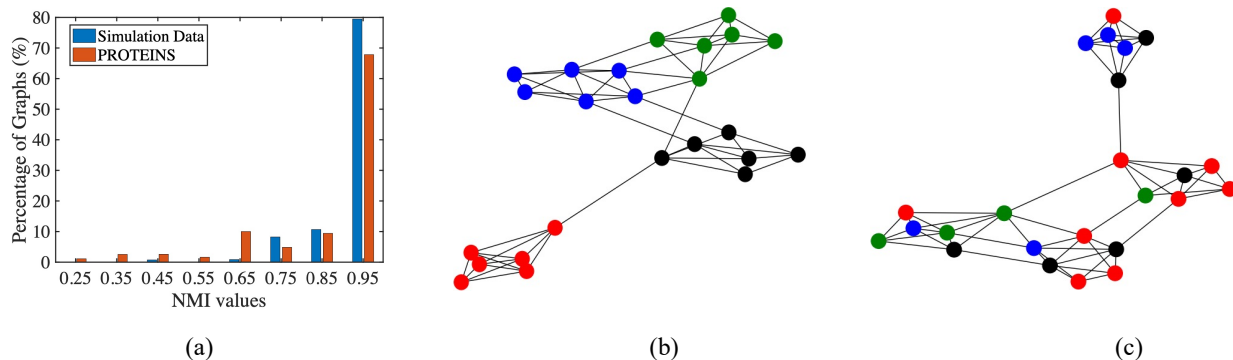 80
70
60
50
40
30
20
10
0
Percentage of Graphs (%)
Simulation Data
PROTEINS
0.25 0.35 0.45 0.55 0.65 0.75 0.85 0.95
NMI values
(a) (b) (c)